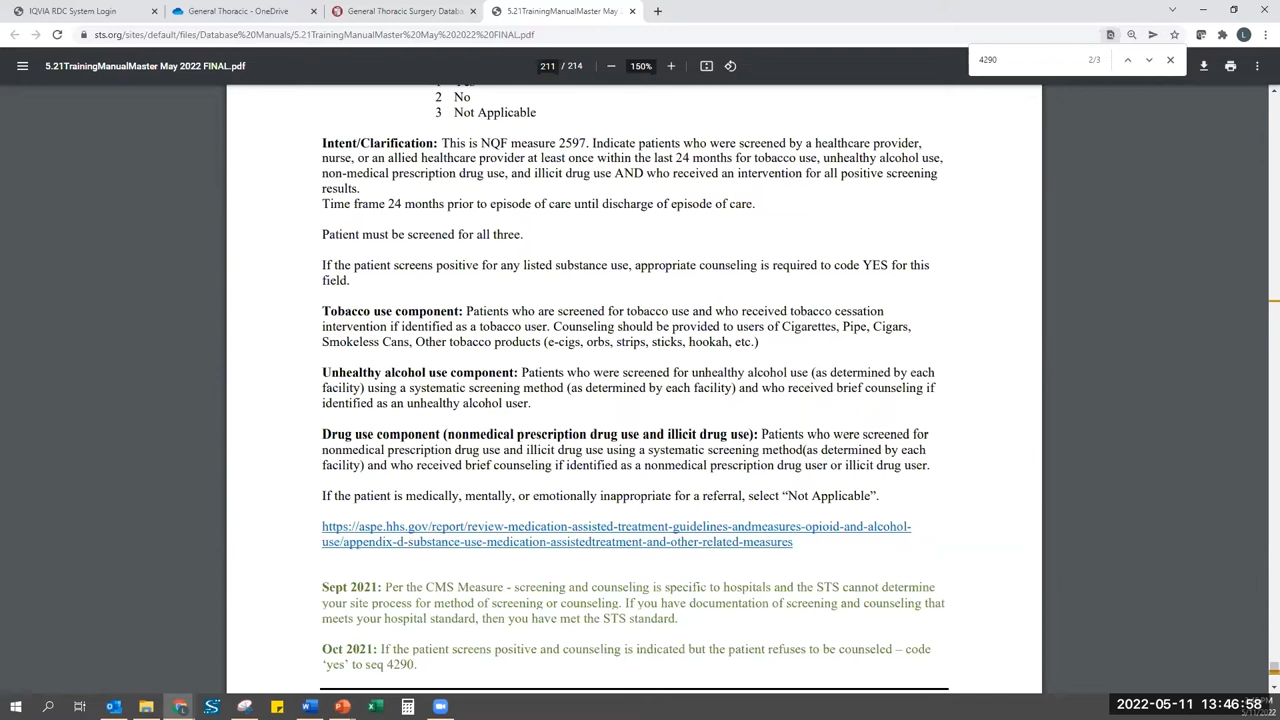 IQVIA RDC System Login
General Thoracic - OneDrive
General Thoracic Surgery Databa
5.21TrainingManualMaster May
sts.org/sites/default/files/Database%20Manuals/5.21TrainingManualMaster%20May%202022%20FINAL.pdf
L
5.21TrainingManualMaster May 2022 FINAL.pdf
211 / 214
150%
4290
2/3
2 No
3 Not Applicable
Intent/Clarification: This is NQF measure 2597. Indicate patients who were screened by a healthcare provider,
nurse, or an allied healthcare provider at least once within the last 24 months for tobacco use, unhealthy alcohol use,
non-medical prescription drug use, and illicit drug use AND who received an intervention for all positive screening
results.
Time frame 24 months prior to episode of care until discharge of episode of care.
Patient must be screened for all three.
If the patient screens positive for any listed substance use, appropriate counseling is required to code YES for this
field.
Tobacco use component: Patients who are screened for tobacco use and who received tobacco cessation
intervention if identified as a tobacco user. Counseling should be provided to users of Cigarettes, Pipe, Cigars,
Smokeless Cans, Other tobacco products (e-cigs, orbs, strips, sticks, hookah, etc.)
Unhealthy alcohol use component: Patients who were screened for unhealthy alcohol use (as determined by each
facility) using a systematic screening method (as determined by each facility) and who received brief counseling if
identified as an unhealthy alcohol user.
Drug use component (nonmedical prescription drug use and illicit drug use): Patients who were screened for
nonmedical prescription drug use and illicit drug use using a systematic screening method(as determined by each
facility) and who received brief counseling if identified as a nonmedical prescription drug user or illicit drug user.
If the patient is medically, mentally, or emotionally inappropriate for a referral, select “Not Applicable”.
https://aspe.hhs.gov/report/review-medication-assisted-treatment-guidelines-andmeasures-opioid-and-alcohol-
use/appendix-d-substance-use-medication-assistedtreatment-and-other-related-measures
Sept 2021: Per the CMS Measure - screening and counseling is specific to hospitals and the STS cannot determine
your site process for method of screening or counseling. If you have documentation of screening and counseling that
meets your hospital standard, then you have met the STS standard.
Oct 2021: If the patient screens positive and counseling is indicated but the patient refuses to be counseled – code
‘yes’ to seq 4290.
2022-05-11 13:46:58